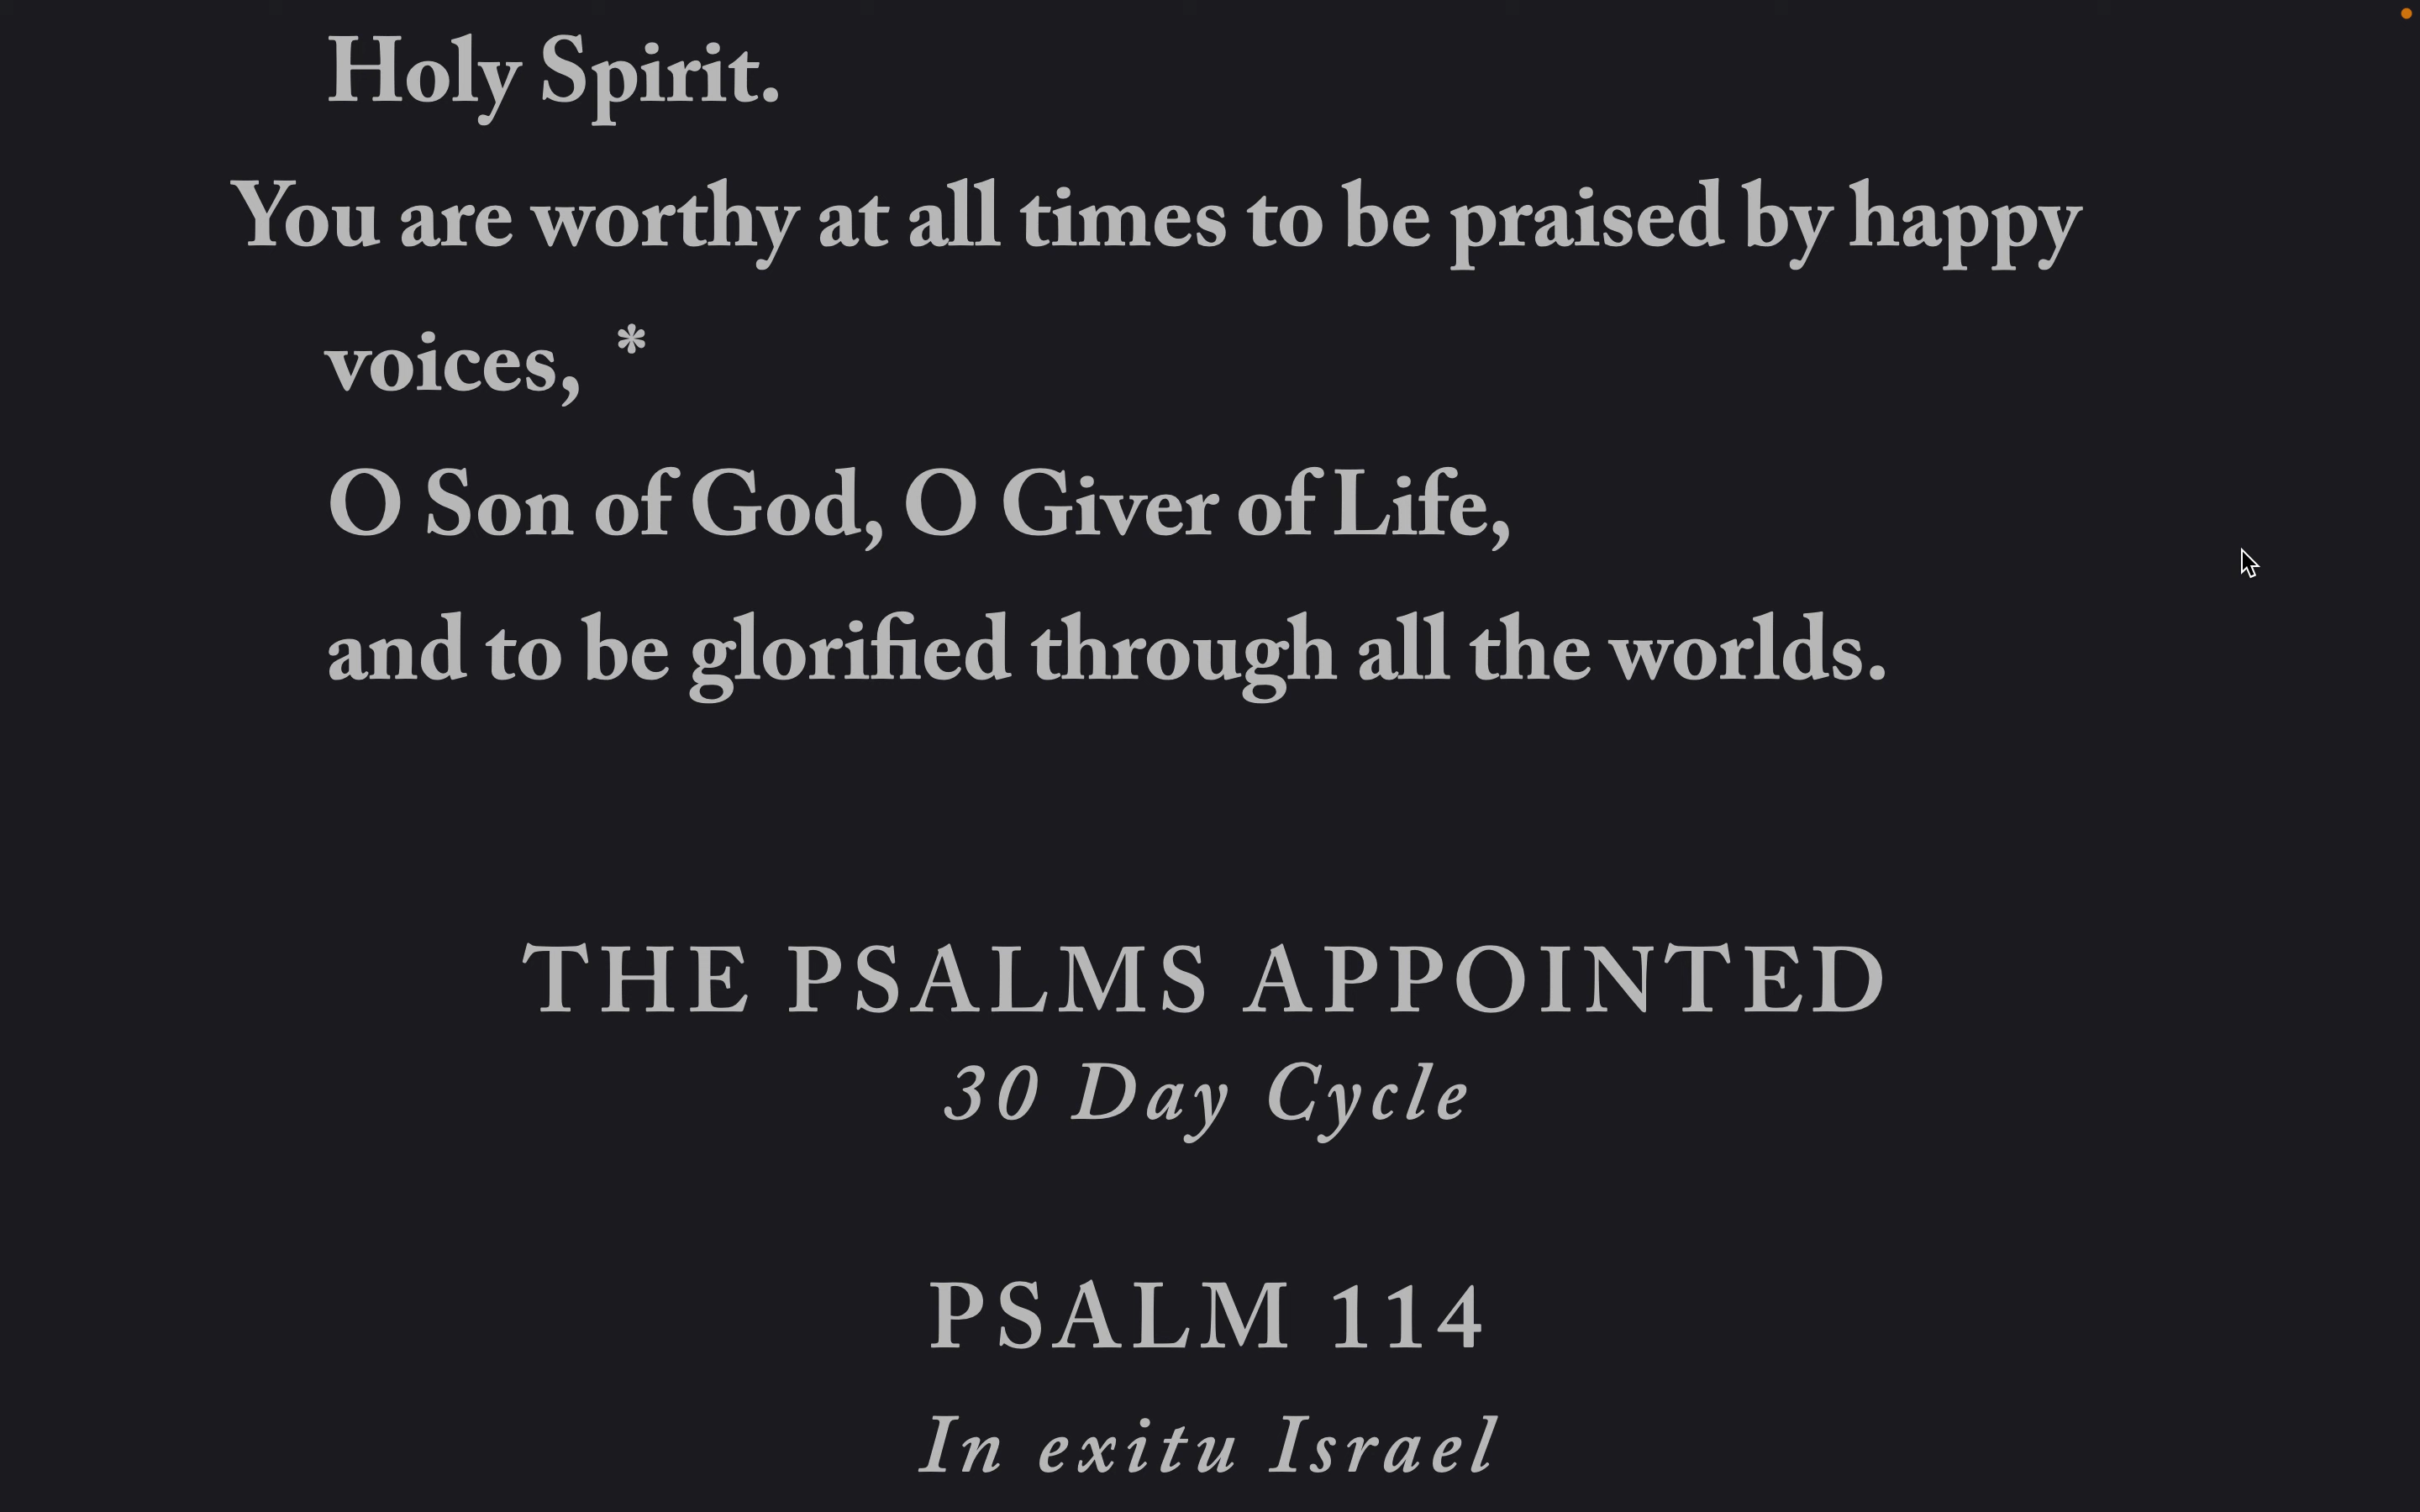 Holy Spirit.
You are worthy at all times to be praised by happy
voices, *
O Son of God, O Giver of Life,
and to be glorified through all the worlds.
THE PSALMS APPOINTED
30 Day Cycle
PSALM 114
In exitu Israel